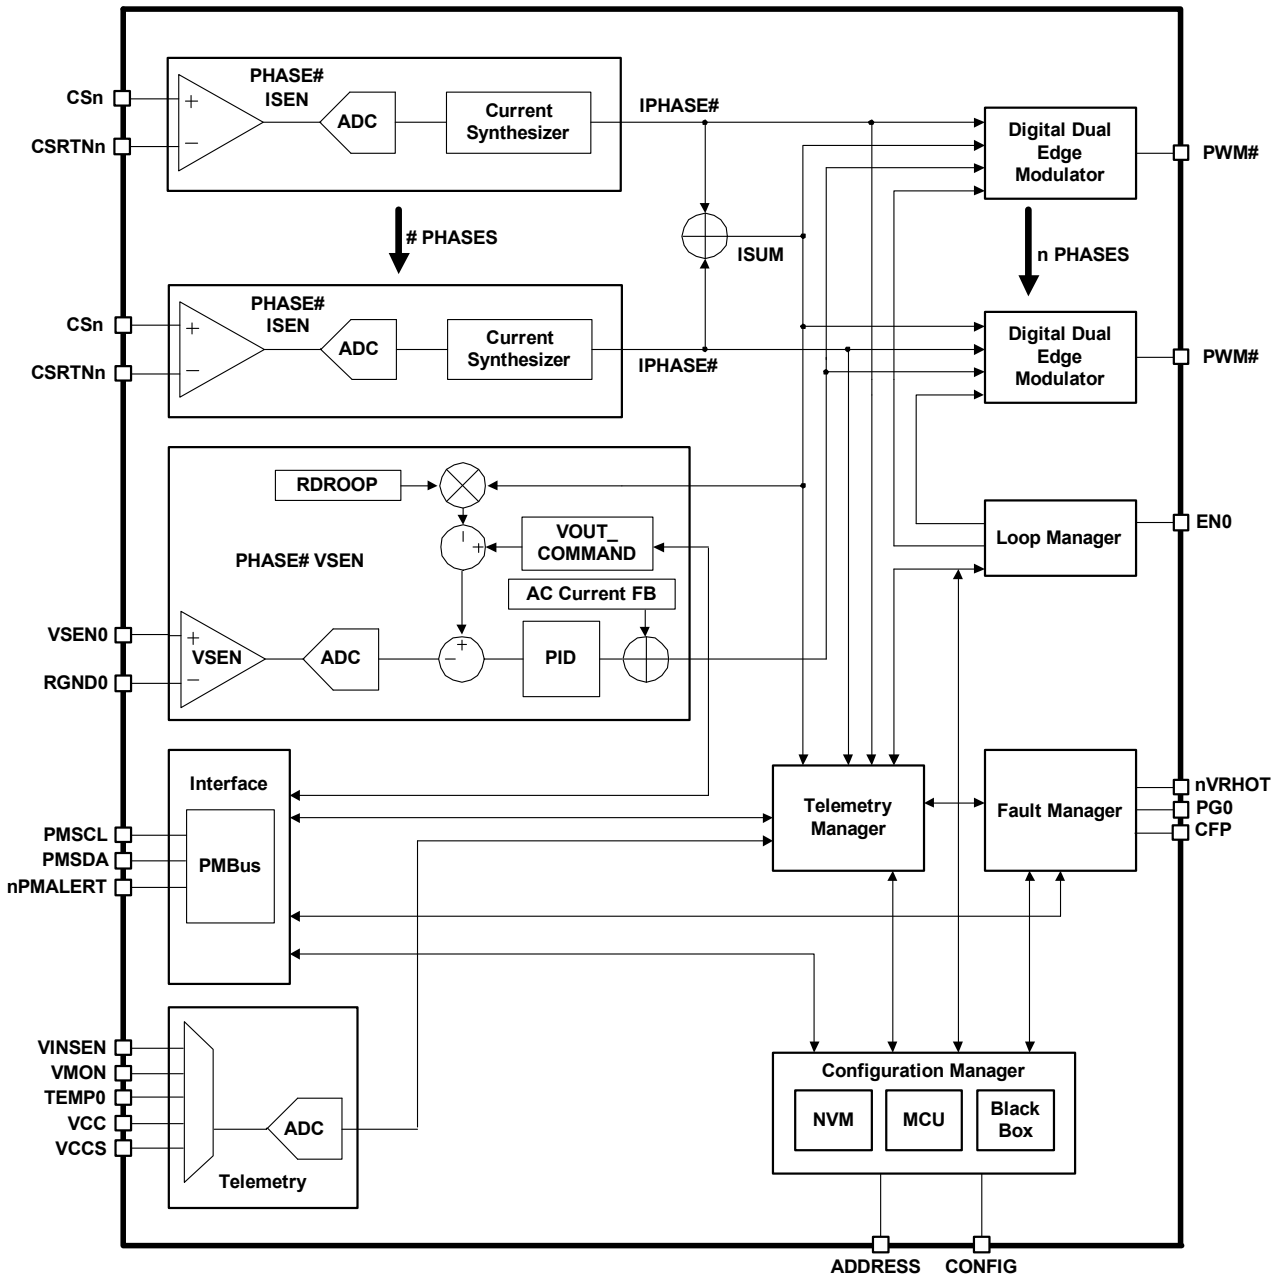 CSn
CSRTNn
PHASE#
ISEN
+
−
ADC
Current
Synthesizer
IPHASE#
Digital Dual
Edge
Modulator
PWM#
# PHASES
ISUM
n PHASES
CSn
CSRTNn
PHASE#
ISEN
+
−
ADC
Current
Synthesizer
IPHASE#
Digital Dual
Edge
Modulator
PWM#
RDROOP
−
+
VOUT_
COMMAND
PHASE# VSEN
AC Current FB
VSEN0
RGND0
+
VSEN
−
ADC
+
−
PID
Loop Manager
EN0
Interface
PMBus
PMSCL
PMSDA
nPMALERT
Telemetry
Manager
Fault Manager
nVRHOT
PG0
CFP
VINSEN
VMON
TEMP0
VCC
VCCS
ADC
Telemetry
Configuration Manager
NVM
MCU
Black
Box
ADDRESS
CONFIG